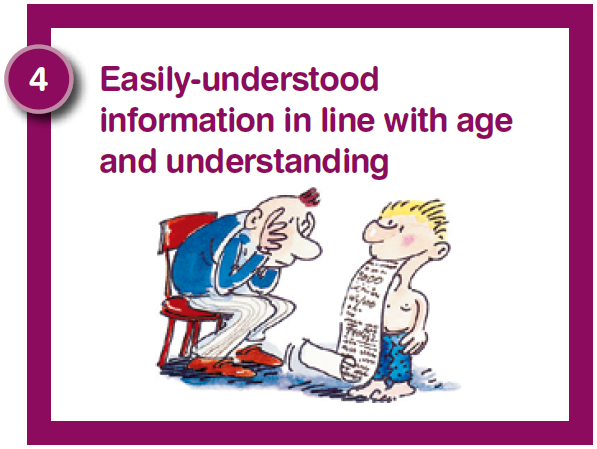 4
Easily-understood
information in line with age
and understanding